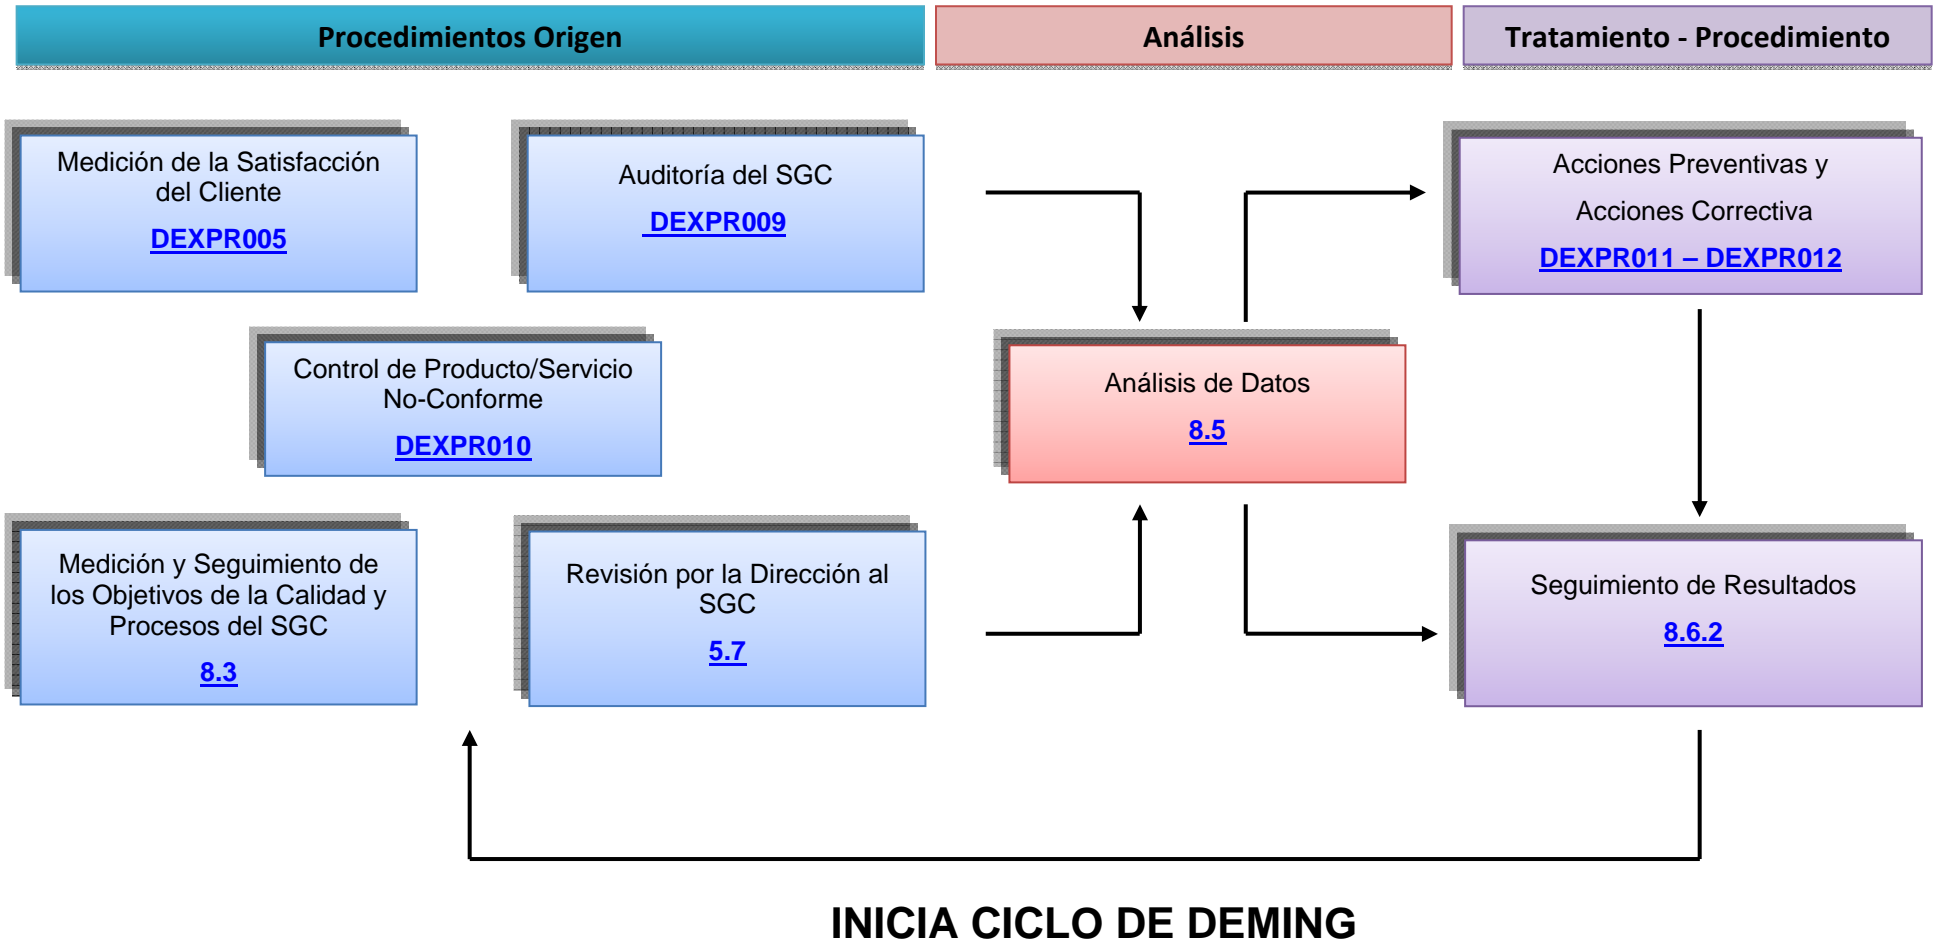 Procedimientos Origen
Análisis
Tratamiento - Procedimiento
Medición de la Satisfacción
del Cliente
DEXPR005
Auditoría del SGC
DEXPR009
Acciones Preventivas y
Acciones Correctiva
DEXPR011 – DEXPR012
Control de Producto/Servicio
No-Conforme
DEXPR010
Análisis de Datos
8.5
Medición y Seguimiento de
los Objetivos de la Calidad y
Procesos del SGC
8.3
Revisión por la Dirección al
SGC
5.7
Seguimiento de Resultados
8.6.2
INICIA CICLO DE DEMING